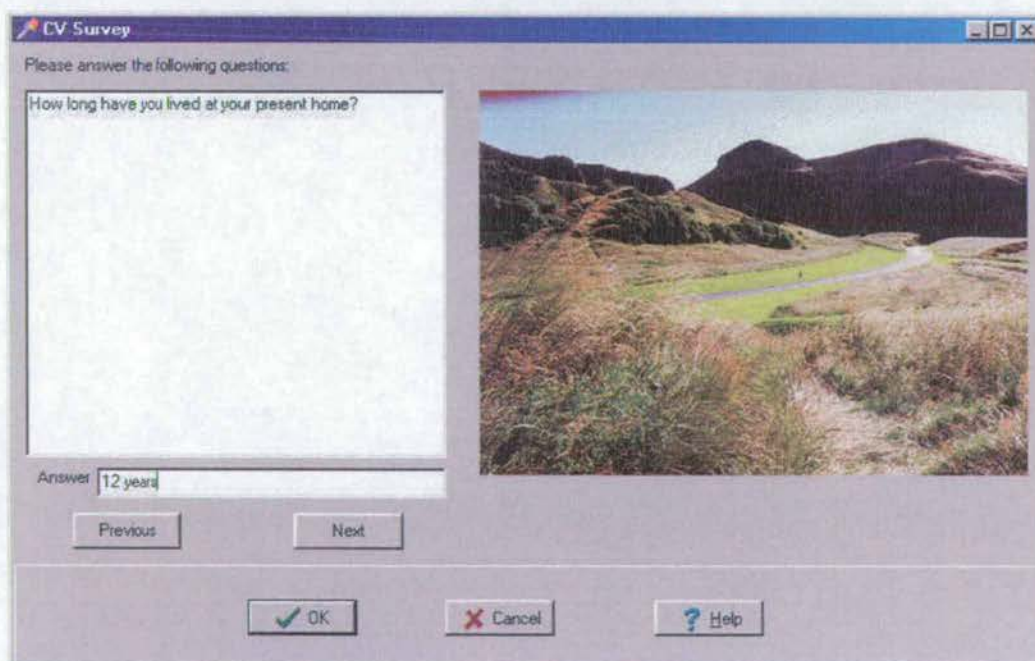 CV Survey
Please answer the following questions:
How long have you lived at your present home?
Answer 12 years
Previous Next
OK Cancel ? Help